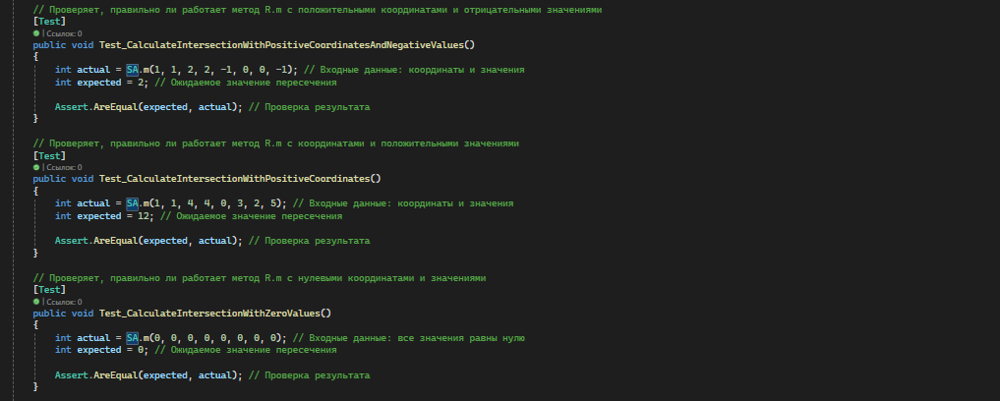 // Проверяет, правильно ли работает метод R.m с положительными координатами и отрицательными значениями
[Test]
| Ссылок: 0
public void Test_CalculateIntersectionWithPositiveCoordinatesAndNegativeValues()
{
int actual = SA.m(1, 1, 2, 2, -1, 0, 0, -1); // Входные данные: координаты и значения
int expected = 2; // Ожидаемое значение пересечения
Assert.AreEqual(expected, actual); // Проверка результата
}
// Проверяет, правильно ли работает метод R.m с координатами и положительными значениями
[Test]
| Ссылок: 0
public void Test_CalculateIntersectionWithPositiveCoordinates()
{
int actual = SA.m(1, 1, 4, 4, 0, 3, 2, 5); // Входные данные: координаты и значения
int expected = 12; // Ожидаемое значение пересечения
Assert.AreEqual(expected, actual); // Проверка результата
}
// Проверяет, правильно ли работает метод R.m с нулевыми координатами и значениями
[Test]
| Ссылок: 0
public void Test_CalculateIntersectionWithZeroValues()
{
int actual = SA.m(0, 0, 0, 0, 0, 0, 0, 0); // Входные данные: все значения равны нулю
int expected = 0; // Ожидаемое значение пересечения
Assert.AreEqual(expected, actual); // Проверка результата
}